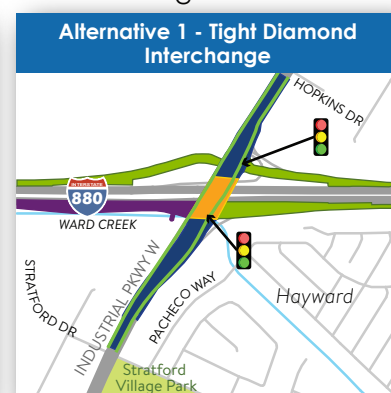 Alternative 1 - Tight Diamond
Interchange
HOPKINS DR
INTERSTATE
880
WARD CREEK
STRATFORD DR
INDUSTRIAL PKWY W
PACHECO WAY
Hayward
Stratford
Village Park